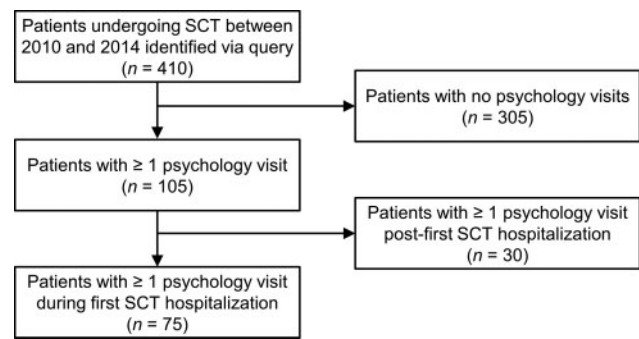 Patients undergoing SCT between
2010 and 2014 identified via query
(n = 410)
Patients with no psychology visits
(n = 305)
Patients with ≥ 1 psychology visit
(n = 105)
Patients with ≥ 1 psychology visit
post-first SCT hospitalization
(n = 30)
Patients with ≥ 1 psychology visit
during first SCT hospitalization
(n = 75)